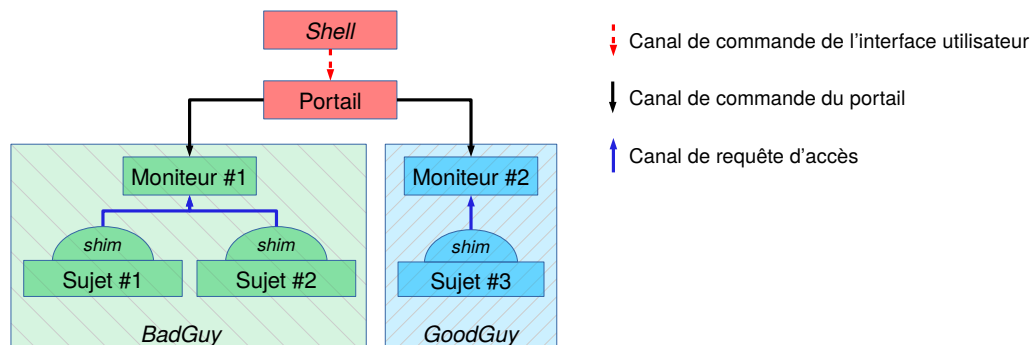 Shell
Portail
Canal de commande de l'interface utilisateur
Canal de commande du portail
Canal de requête d'accès
Moniteur #1
Moniteur #2
shim
shim
shim
Sujet #1
Sujet #2
Sujet #3
BadGuy
GoodGuy